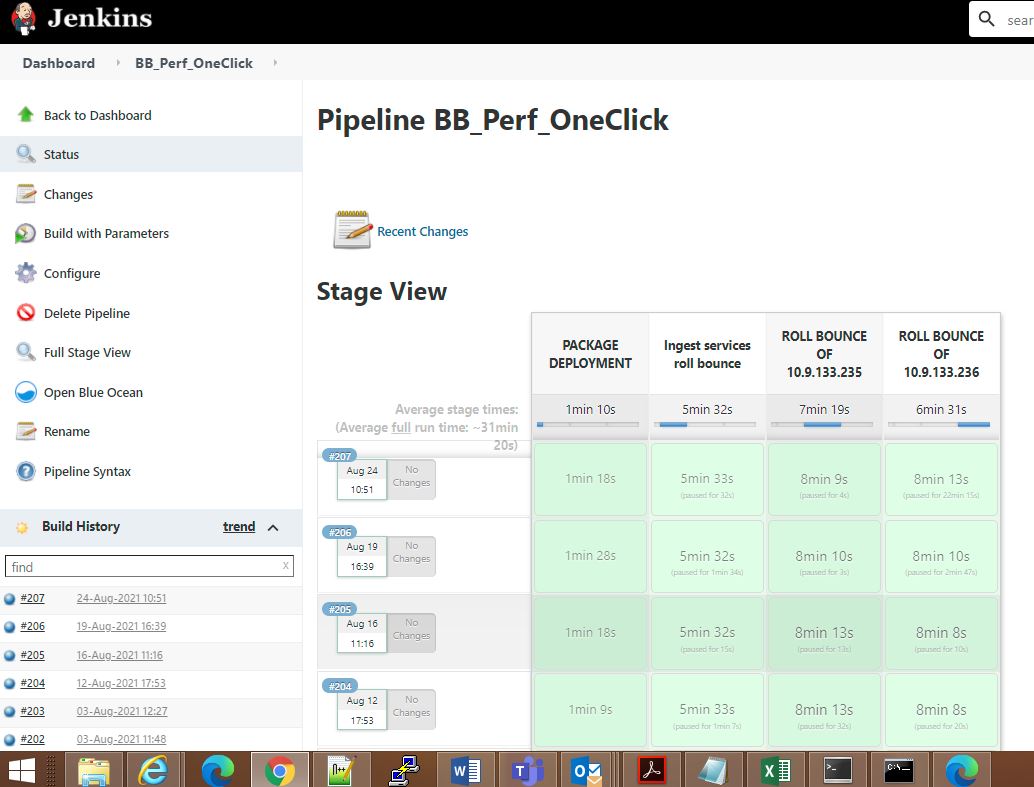 Jenkins
sear
Dashboard
BB_Perf_OneClick
Back to Dashboard
Status
Changes
Build with Parameters
Configure
Delete Pipeline
Full Stage View
Open Blue Ocean
Rename
Pipeline Syntax
Build History
trend
find
x
#207 24-Aug-2021 10:51
#206 19-Aug-2021 16:39
#205 16-Aug-2021 11:16
#204 12-Aug-2021 17:53
#203 03-Aug-2021 12:27
#202 03-Aug-2021 11:48
Pipeline BB_Perf_OneClick
Recent Changes
Stage View
PACKAGE
DEPLOYMENT
Ingest services
roll bounce
ROLL BOUNCE
OF
10.9.133.235
ROLL BOUNCE
OF
10.9.133.236
Average stage times:
(Average full run time: ~31min
20s)
1min 10s
5min 32s
7min 19s
6min 31s
#207
Aug 24
10:51
No
Changes
1min 18s
5min 33s
(paused for 32s)
8min 9s
(paused for 4s)
8min 13s
(paused for 22min 15s)
#206
Aug 19
16:39
No
Changes
1min 28s
5min 32s
(paused for 1min 34s)
8min 10s
(paused for 3s)
8min 10s
(paused for 2min 47s)
#205
Aug 16
11:16
No
Changes
1min 18s
5min 32s
(paused for 15s)
8min 13s
(paused for 13s)
8min 8s
(paused for 10s)
#204
Aug 12
17:53
No
Changes
1min 9s
5min 33s
(paused for 1min 7s)
8min 13s
(paused for 32s)
8min 8s
(paused for 20s)